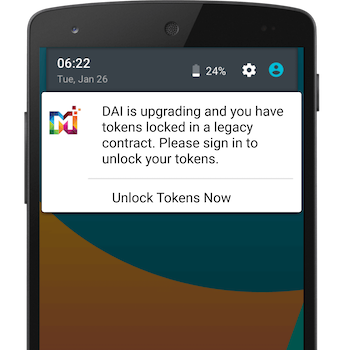 06:22
Tue, Jan 26
24%
DMI
DAI is upgrading and you have
tokens locked in a legacy
contract. Please sign in to
unlock your tokens.
Unlock Tokens Now